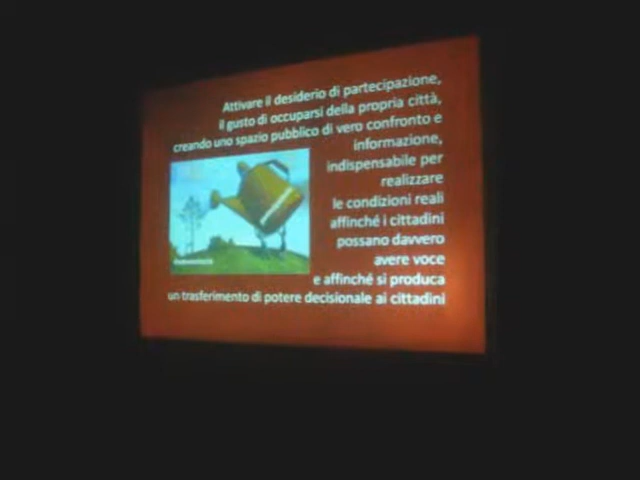 Attivare il desiderio di partecipazione,
il gusto di occuparsi della propria città,
creando uno spazio pubblico di vero confronto e
informazione,
indispensabile per
realizzare
le condizioni reali
affinché i cittadini
possano davvero
avere voce
e affinché si produca
un trasferimento di potere decisionale ai cittadini